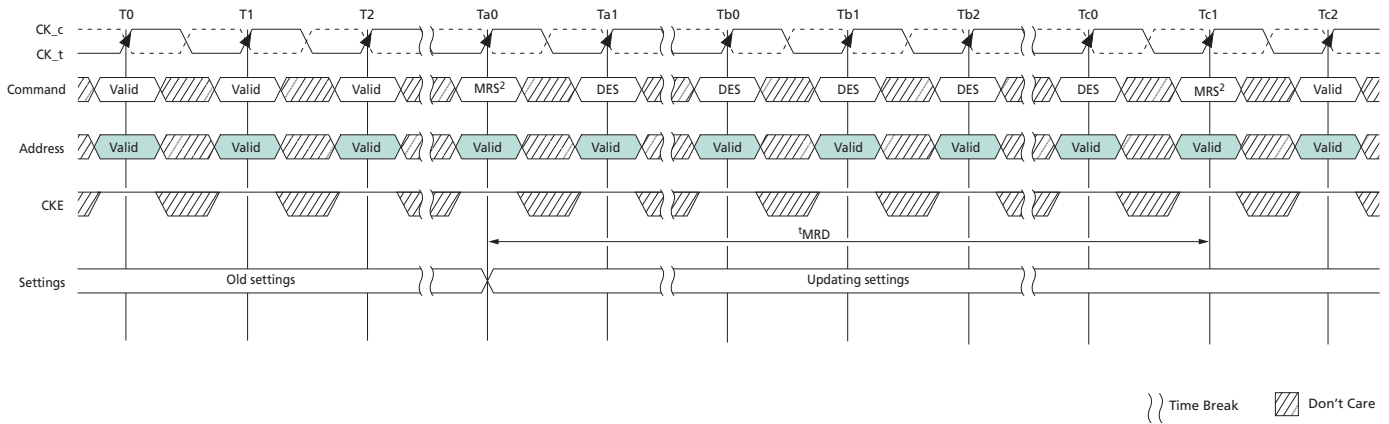 T0 T1 T2 Ta0 Ta1 Tb0 Tb1 Tb2 Tc0 Tc1 Tc2
CK_c
CK_t
Command Valid Valid Valid MRS² DES DES DES DES DES MRS² Valid
Address Valid Valid Valid Valid Valid Valid Valid Valid Valid Valid Valid
CKE
ᵗMRD
Settings Old settings Updating settings
Time Break Don't Care